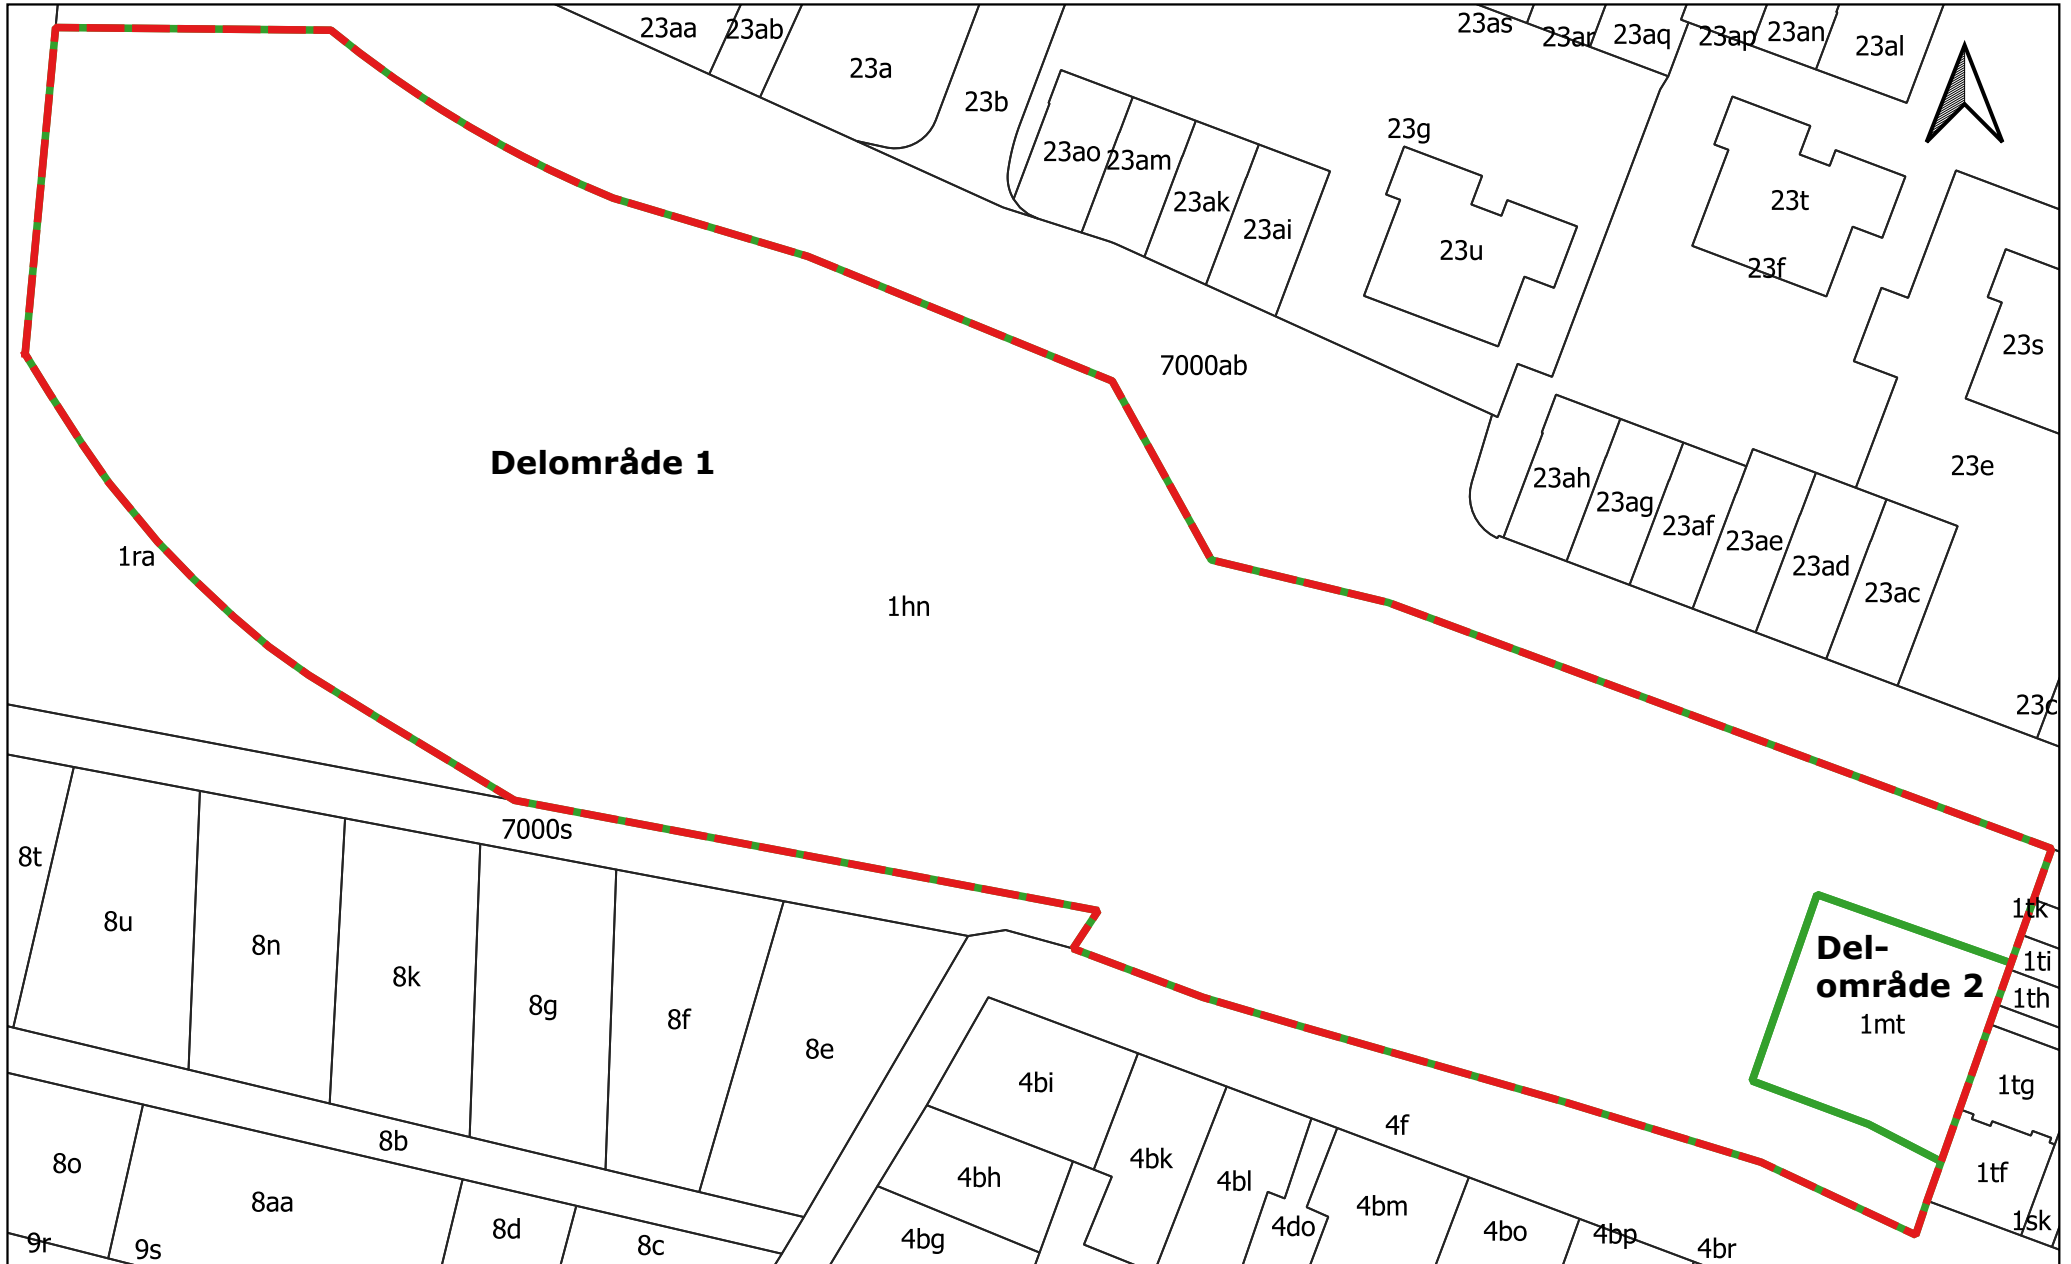 23aa
23ab
23a
23b
23as
23ar
23aq
23ap
23an
23al
23ao
23am
23ak
23ai
23g
23u
23t
23f
23s
7000ab
Delområde 1
23e
23ah
23ag
23af
23ae
23ad
23ac
1ra
1hn
23c
7000s
8t
8u
8n
8k
8g
8f
8e
1tk
Del-
område 2
1mt
1ti
1th
1tg
4bi
4f
8b
8o
8aa
4bh
4bk
4bl
4bm
1tf
1sk
9r
9s
8d
8c
4bg
4do
4bo
4bp
4br